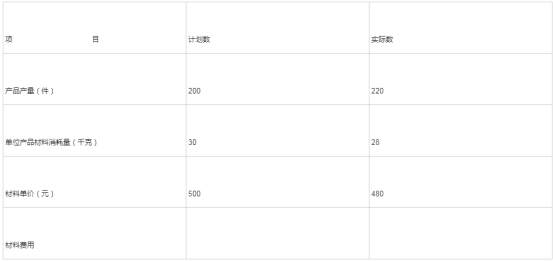 项 目 计划数 实际数
产品产量（件） 200 220
单位产品材料消耗量（千克） 30 28
材料单价（元） 500 480
材料费用